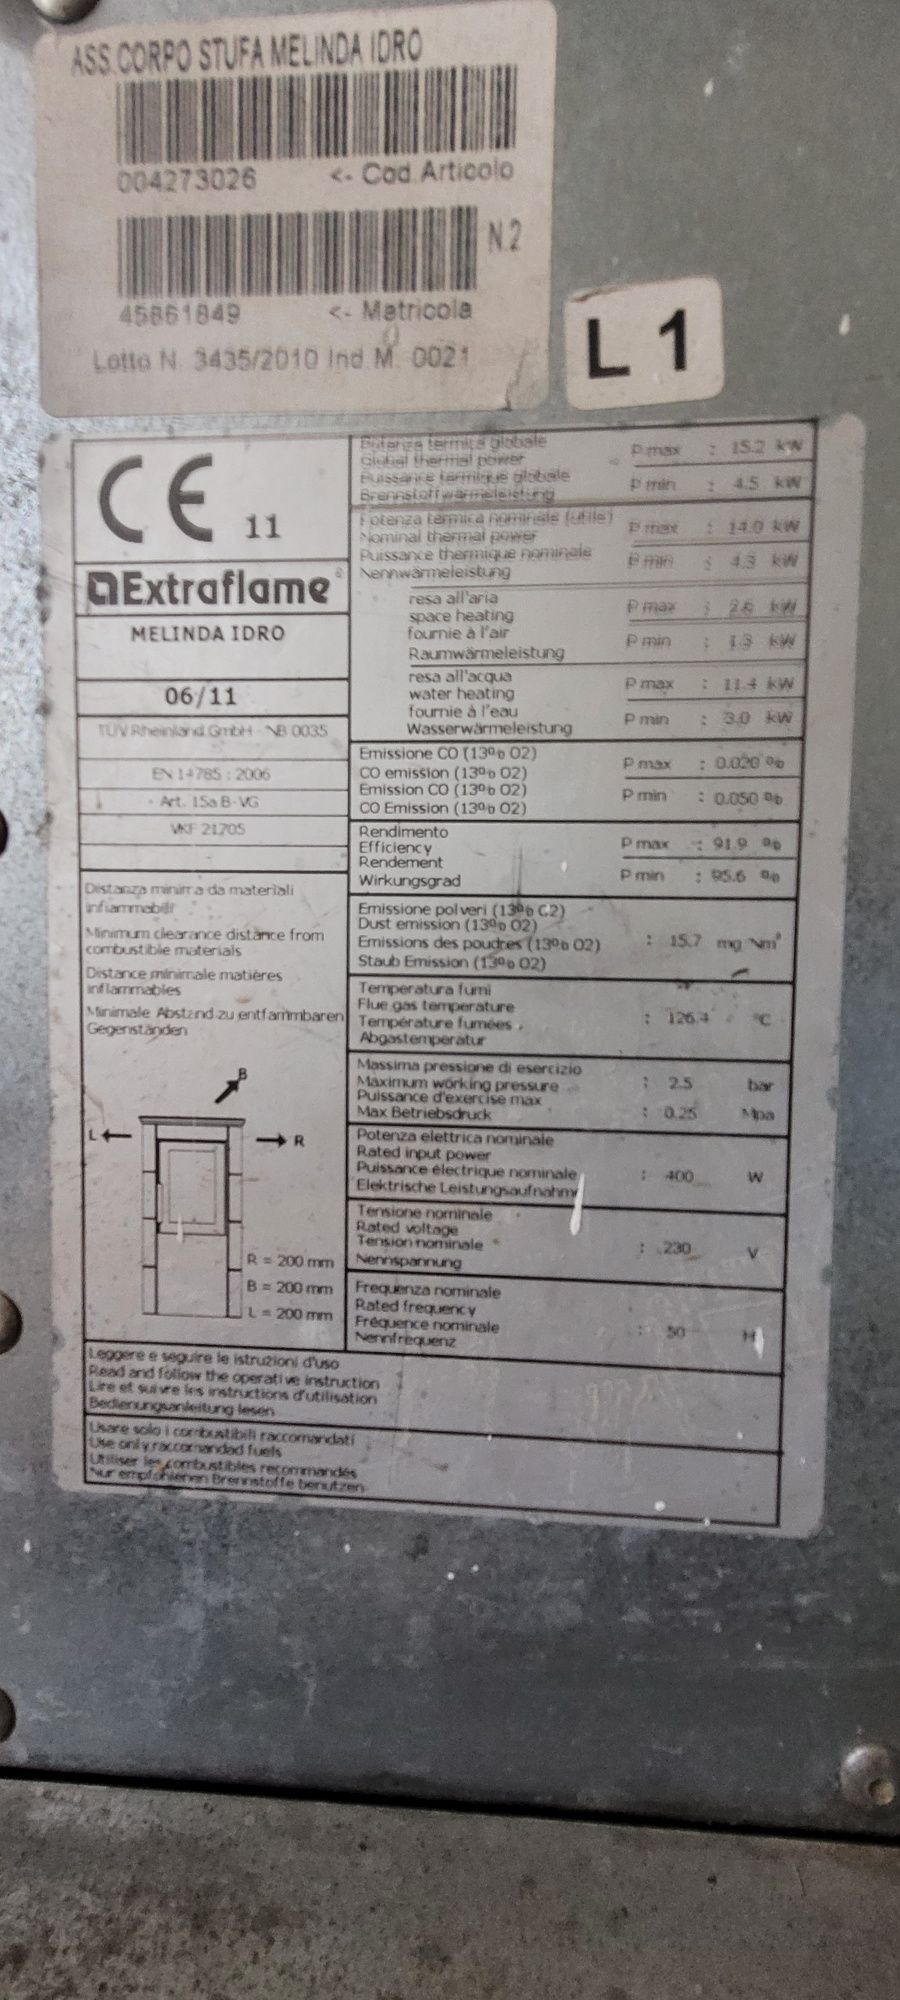 ASS.CORPO STUFA MELINDA IDRO
004273026 <- Cod.Articolo
N.2
45861849 <- Matricola
Lotto N. 3435/2010 Ind.M. 0021
L 1
CE 11
Extraflame
MELINDA IDRO
06/11
TÜV Rheinland GmbH - NB 0035
EN 14785 : 2006
Art. 15a B-VG
VKF 21705
Distanza minima da materiali
infiammabili
Minimum clearance distance from
combustible materials
Distance minimale matières
inflammables
Minimale Abstand zu entfammbaren
Gegenständen
B
L R
R = 200 mm
B = 200 mm
L = 200 mm
Potenza termica globale
Global thermal power
Puissance termique globale
Brennstoffwärmeleistung
P max : 15.2 kW
P min : 4.5 kW
Potenza termica nominale (utile)
Nominal thermal power
Puissance thermique nominale
Nennwärmeleistung
P max : 14.0 kW
P min : 4.3 kW
resa all'aria
space heating
fournie à l'air
Raumwärmeleistung
P max : 2.6 kW
P min : 1.3 kW
resa all'acqua
water heating
fournie à l'eau
Wasserwärmeleistung
P max : 11.4 kW
P min : 3.0 kW
Emissione CO (13% O2)
CO emission (13% O2)
Emission CO (13% O2)
CO Emission (13% O2)
P max : 0.020 %
P min : 0.050 %
Rendimento
Efficiency
Rendement
Wirkungsgrad
P max : 91.9 %
P min : 95.6 %
Emissione polveri (13% O2)
Dust emission (13% O2)
Emissions des poudres (13% O2)
Staub Emission (13% O2)
: 15.7 mg/Nm³
Temperatura fumi
Flue gas temperature
Température fumées
Abgastemperatur
: 126.4 °C
Massima pressione di esercizio
Maximum working pressure
Puissance d'exercise max
Max Betriebsdruck
: 2.5 bar
: 0.25 Mpa
Potenza elettrica nominale
Rated input power
Puissance électrique nominale
Elektrische Leistungsaufnahme
: 400 W
Tensione nominale
Rated voltage
Tension nominale
Nennspannung
: 230 V
Frequenza nominale
Rated frequency
Fréquence nominale
Nennfrequenz
: 50 H
Leggere e seguire le istruzioni d'uso
Read and follow the operative instruction
Lire et suivre les instructions d'utilisation
Bedienungsanleitung lesen
Usare solo i combustibili raccomandati
Use only raccomandad fuels
Utiliser les combustibles recommandés
Nur empfohlenen Brennstoffe benutzen